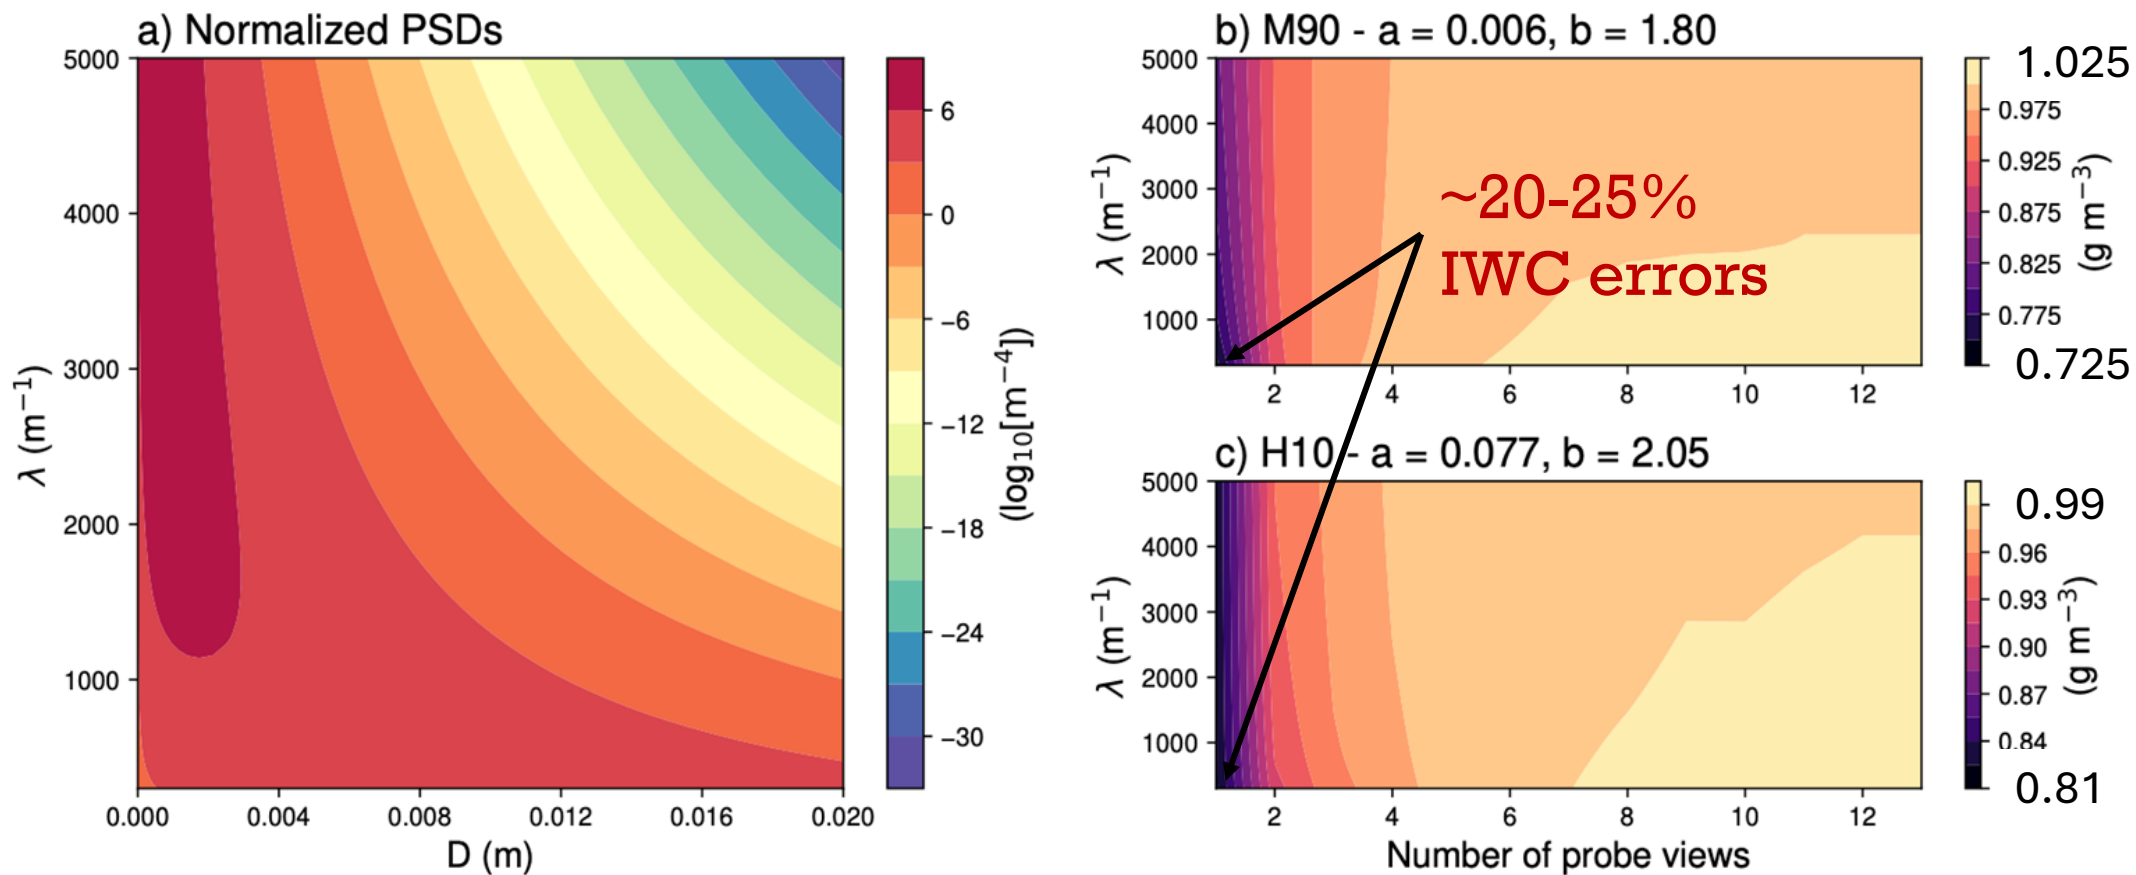 a) Normalized PSDs
5000
4000
3000
2000
1000
λ (m⁻¹)
0.000 0.004 0.008 0.012 0.016 0.020
D (m)
6
0
−6
−12
−18
−24
−30
(log₁₀[m⁻⁴])
b) M90 - a = 0.006, b = 1.80
5000
4000
3000
2000
1000
λ (m⁻¹)
2 4 6 8 10 12
~20-25%
IWC errors
1.025
0.975
0.925
0.875
0.825
0.775
0.725
(g m⁻³)
c) H10 - a = 0.077, b = 2.05
5000
4000
3000
2000
1000
λ (m⁻¹)
2 4 6 8 10 12
Number of probe views
0.99
0.96
0.93
0.90
0.87
0.84
0.81
(g m⁻³)